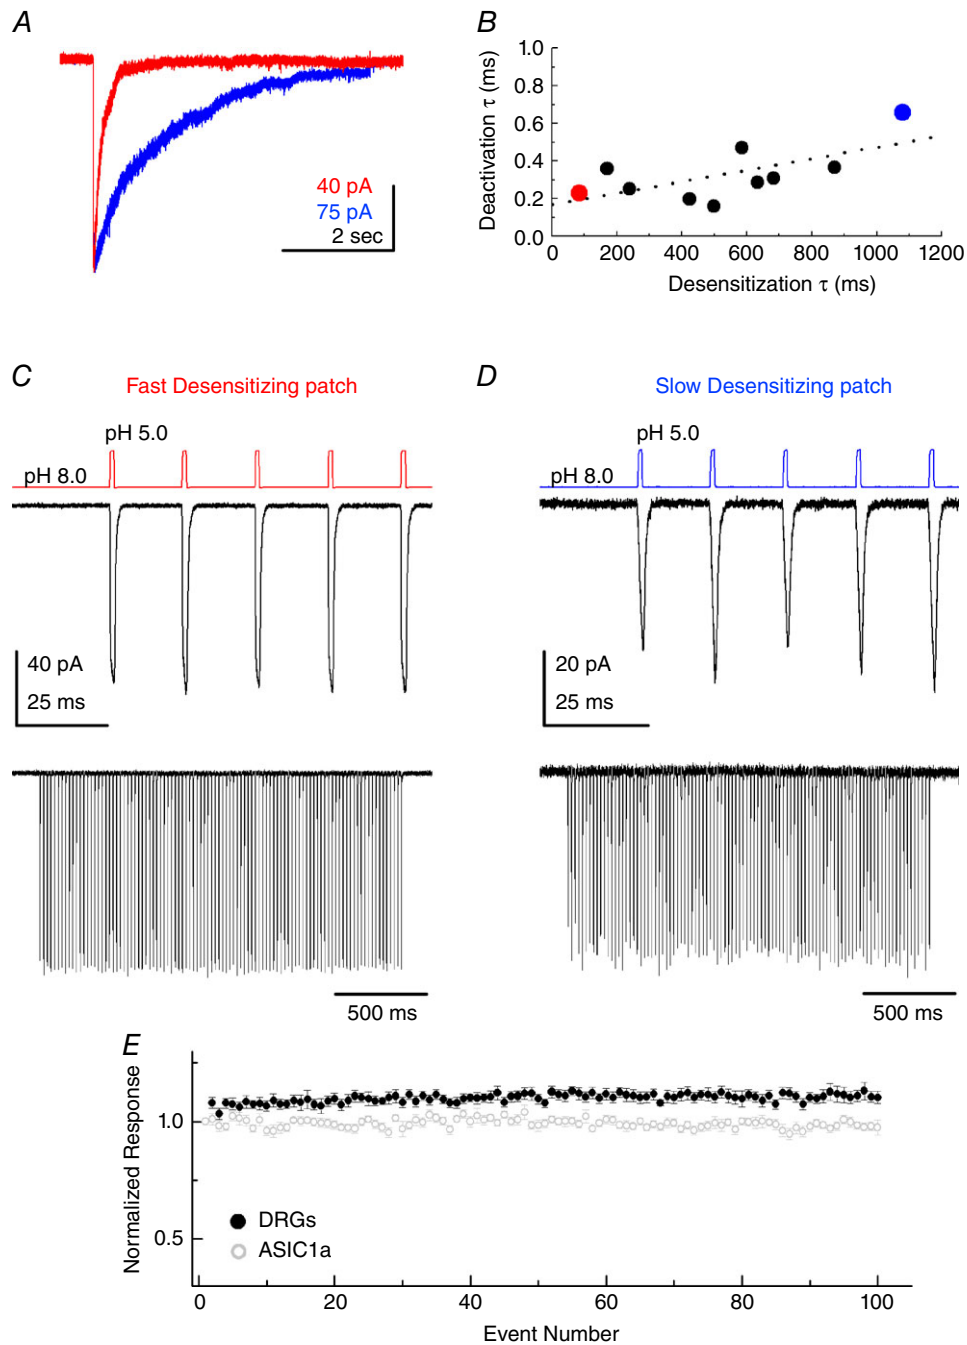 A
40 pA
75 pA
2 sec
B
Deactivation τ (ms)
1.0
0.8
0.6
0.4
0.2
0.0
0 200 400 600 800 1000 1200
Desensitization τ (ms)
C
Fast Desensitizing patch
pH 5.0
pH 8.0
40 pA
25 ms
500 ms
D
Slow Desensitizing patch
pH 5.0
pH 8.0
20 pA
25 ms
500 ms
E
Normalized Response
1.0
0.5
DRGs
ASIC1a
0 20 40 60 80 100
Event Number